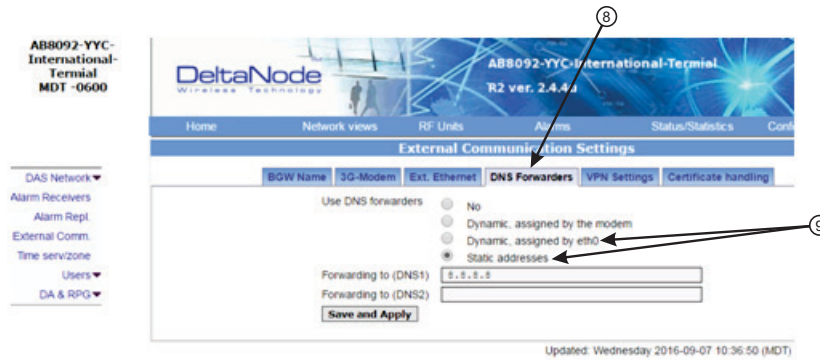 8
AB8092-YYC-
International-
Termial
MDT -0600
DeltaNode
Wireless Technology
AB8092-YYC-International-Termial
R2 ver. 2.4.4a
Home Network views RF Units Alarms Status/Statistics
External Communication Settings
BGW Name 3G-Modem Ext. Ethernet DNS Forwarders VPN Settings Certificate handling
DAS Network
Alarm Receivers
Alarm Repl.
External Comm.
Time serv/zone
Users
DA & RPG
Use DNS forwarders
No
Dynamic, assigned by the modem
Dynamic, assigned by eth0
Static addresses
9
Forwarding to (DNS1) 8.8.8.8
Forwarding to (DNS2)
Save and Apply
Updated: Wednesday 2016-09-07 10:36:50 (MDT)